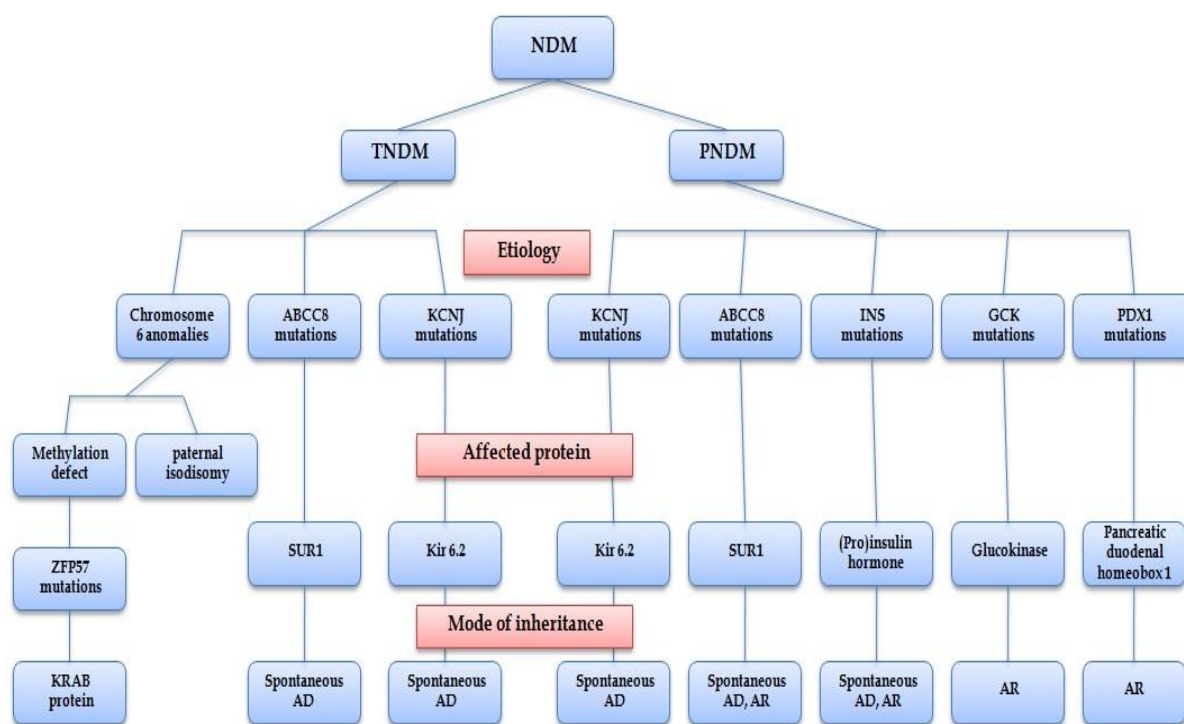 NDM
TNDM
PNDM
Etiology
Chromosome
6 anomalies
ABCC8
mutations
KCNJ
mutations
KCNJ
mutations
ABCC8
mutations
INS
mutations
GCK
mutations
PDX1
mutations
Methylation
defect
paternal
isodisomy
Affected protein
ZFP57
mutations
SUR1
Kir 6.2
Kir 6.2
SUR1
(Pro)insulin
hormone
Glucokinase
Pancreatic
duodenal
homeobox 1
Mode of inheritance
KRAB
protein
Spontaneous
AD
Spontaneous
AD
Spontaneous
AD
Spontaneous
AD, AR
Spontaneous
AD, AR
AR
AR